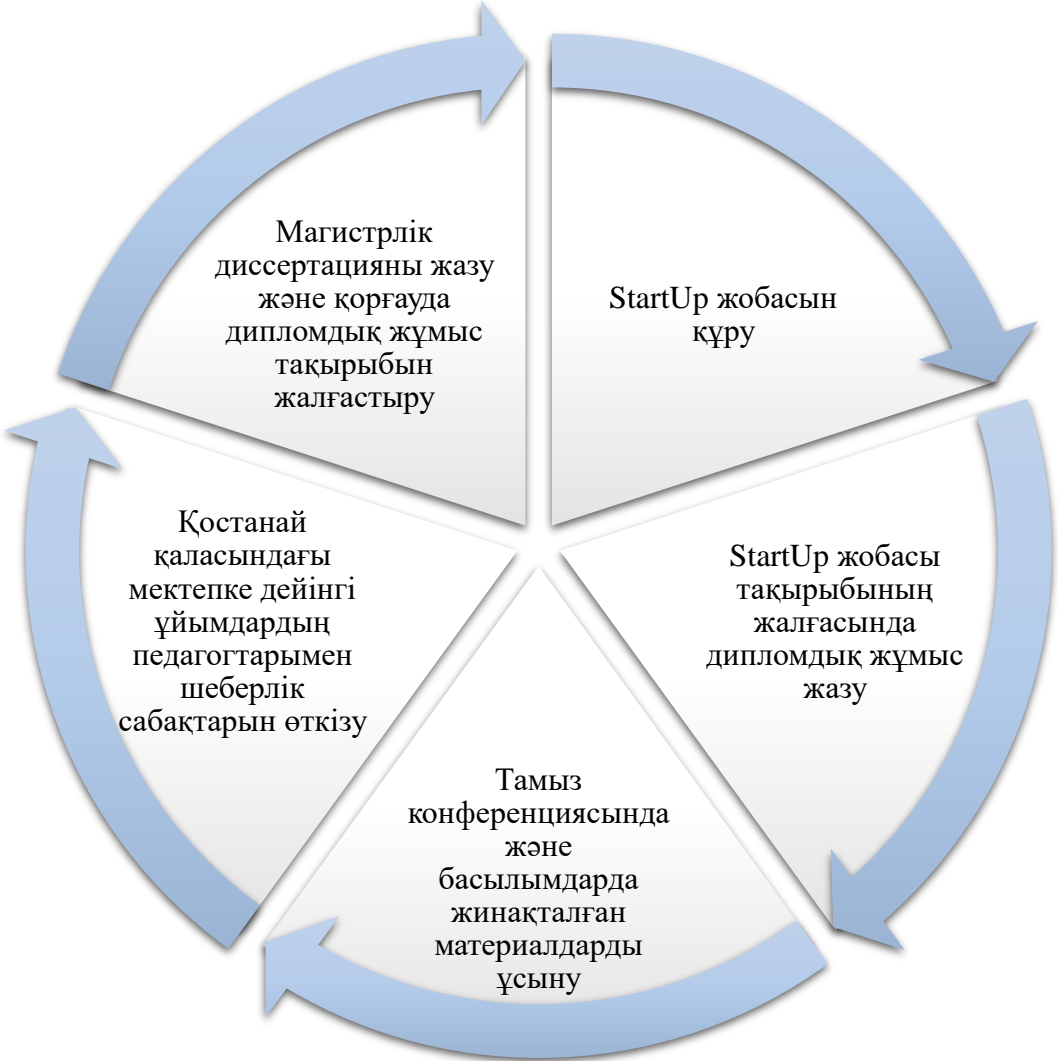 StartUp жобасын
құру
StartUp жобасы
тақырыбының
жалғасында
дипломдық жұмыс
жазу
Тамыз
конференциясында
және
басылымдарда
жинақталған
материалдарды
ұсыну
Қостанай
қаласындағы
мектепке дейінгі
ұйымдардың
педагогтарымен
шеберлік
сабақтарын өткізу
Магистрлік
диссертацияны жазу
және қорғауда
дипломдық жұмыс
тақырыбын
жалғастыру